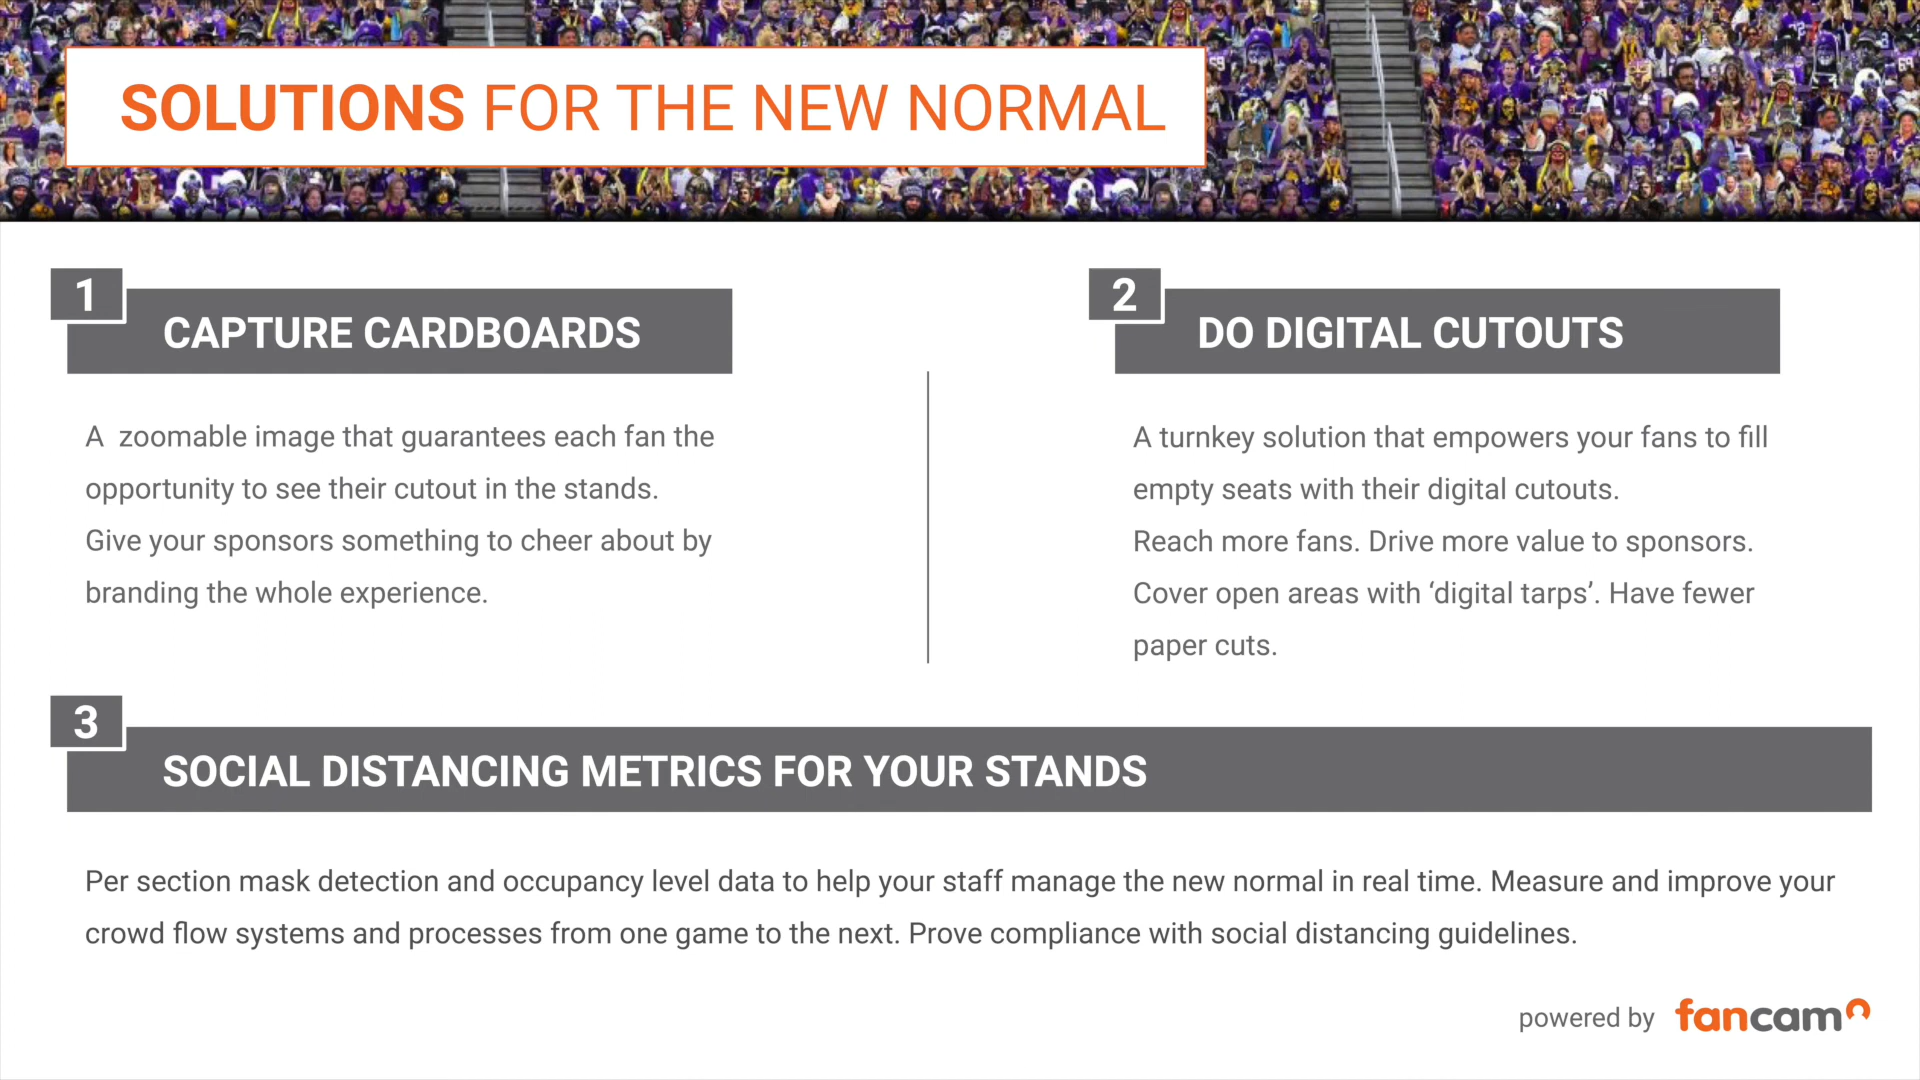 SOLUTIONS FOR THE NEW NORMAL
1
CAPTURE CARDBOARDS
A zoomable image that guarantees each fan the
opportunity to see their cutout in the stands.
Give your sponsors something to cheer about by
branding the whole experience.
2
DO DIGITAL CUTOUTS
A turnkey solution that empowers your fans to fill
empty seats with their digital cutouts.
Reach more fans. Drive more value to sponsors.
Cover open areas with ‘digital tarps’. Have fewer
paper cuts.
3
SOCIAL DISTANCING METRICS FOR YOUR STANDS
Per section mask detection and occupancy level data to help your staff manage the new normal in real time. Measure and improve your
crowd flow systems and processes from one game to the next. Prove compliance with social distancing guidelines.
powered by fancam